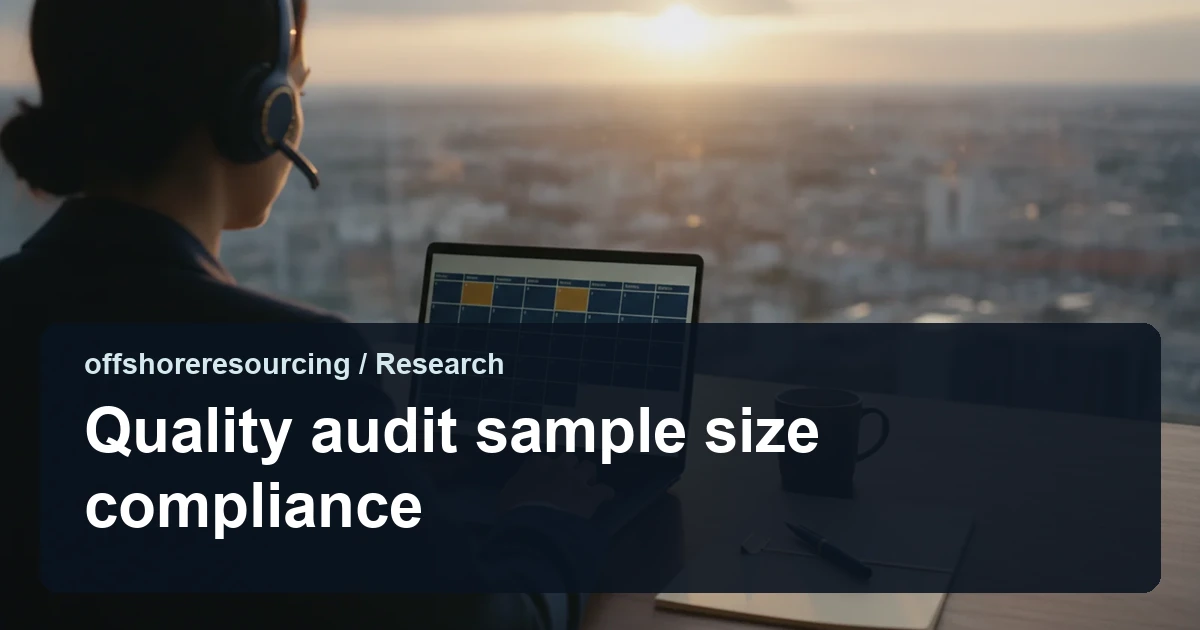 offshoreresourcing / Research
Quality audit sample size
compliance